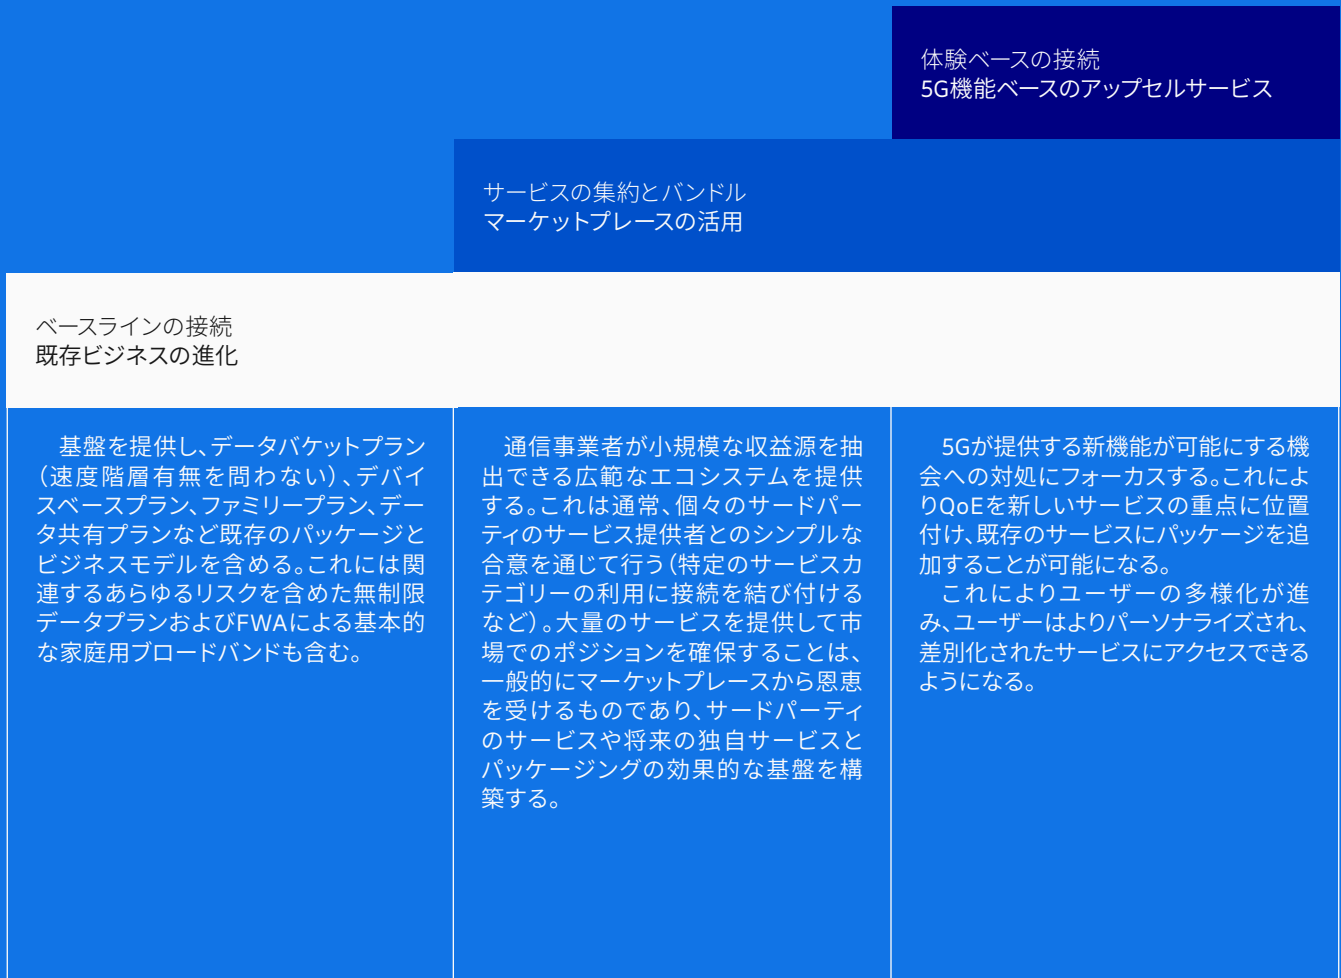 体験ベースの接続
5G機能ベースのアップセルサービス
サービスの集約とバンドル
マーケットプレースの活用
ベースラインの接続
既存ビジネスの進化
基盤を提供し、データバケットプラン
（速度階層有無を問わない）、デバイ
スベースプラン、ファミリープラン、デー
タ共有プランなど既存のパッケージと
ビジネスモデルを含める。これには関
連するあらゆるリスクを含めた無制限
データプランおよびFWAによる基本的
な家庭用ブロードバンドも含む。
通信事業者が小規模な収益源を抽
出できる広範なエコシステムを提供
する。これは通常、個々のサードパー
ティのサービス提供者とのシンプルな
合意を通じて行う（特定のサービスカ
テゴリーの利用に接続を結び付ける
など）。大量のサービスを提供して市
場でのポジションを確保することは、
一般的にマーケットプレースから恩恵
を受けるものであり、サードパーティ
のサービスや将来の独自サービスと
パッケージングの効果的な基盤を構
築する。
5Gが提供する新機能が可能にする機
会への対処にフォーカスする。これによ
りQoEを新しいサービスの重点に位置
付け、既存のサービスにパッケージを追
加することが可能になる。
これによりユーザーの多様化が進
み、ユーザーはよりパーソナライズされ、
差別化されたサービスにアクセスできる
ようになる。